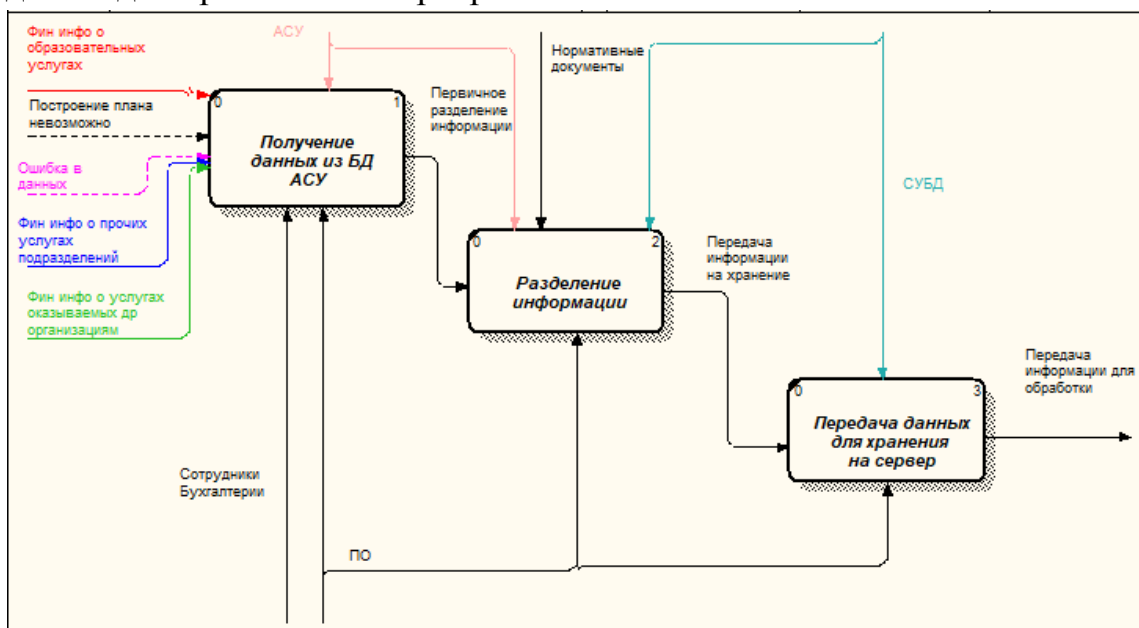 Фин инфо о
образовательных
услугах
АСУ
Нормативные
документы
Построение плана
невозможно
0
1
Получение
данных из БД
АСУ
Первичное
разделение
информации
Ошибка в
данных
СУБД
Фин инфо о прочих
услугах
подразделений
0
2
Разделение
информации
Передача
информации
на хранение
Фин инфо о услугах
оказываемых др
организациям
Передача
информации для
обработки
0
3
Передача данных
для хранения
на сервер
Сотрудники
Бухгалтерии
ПО